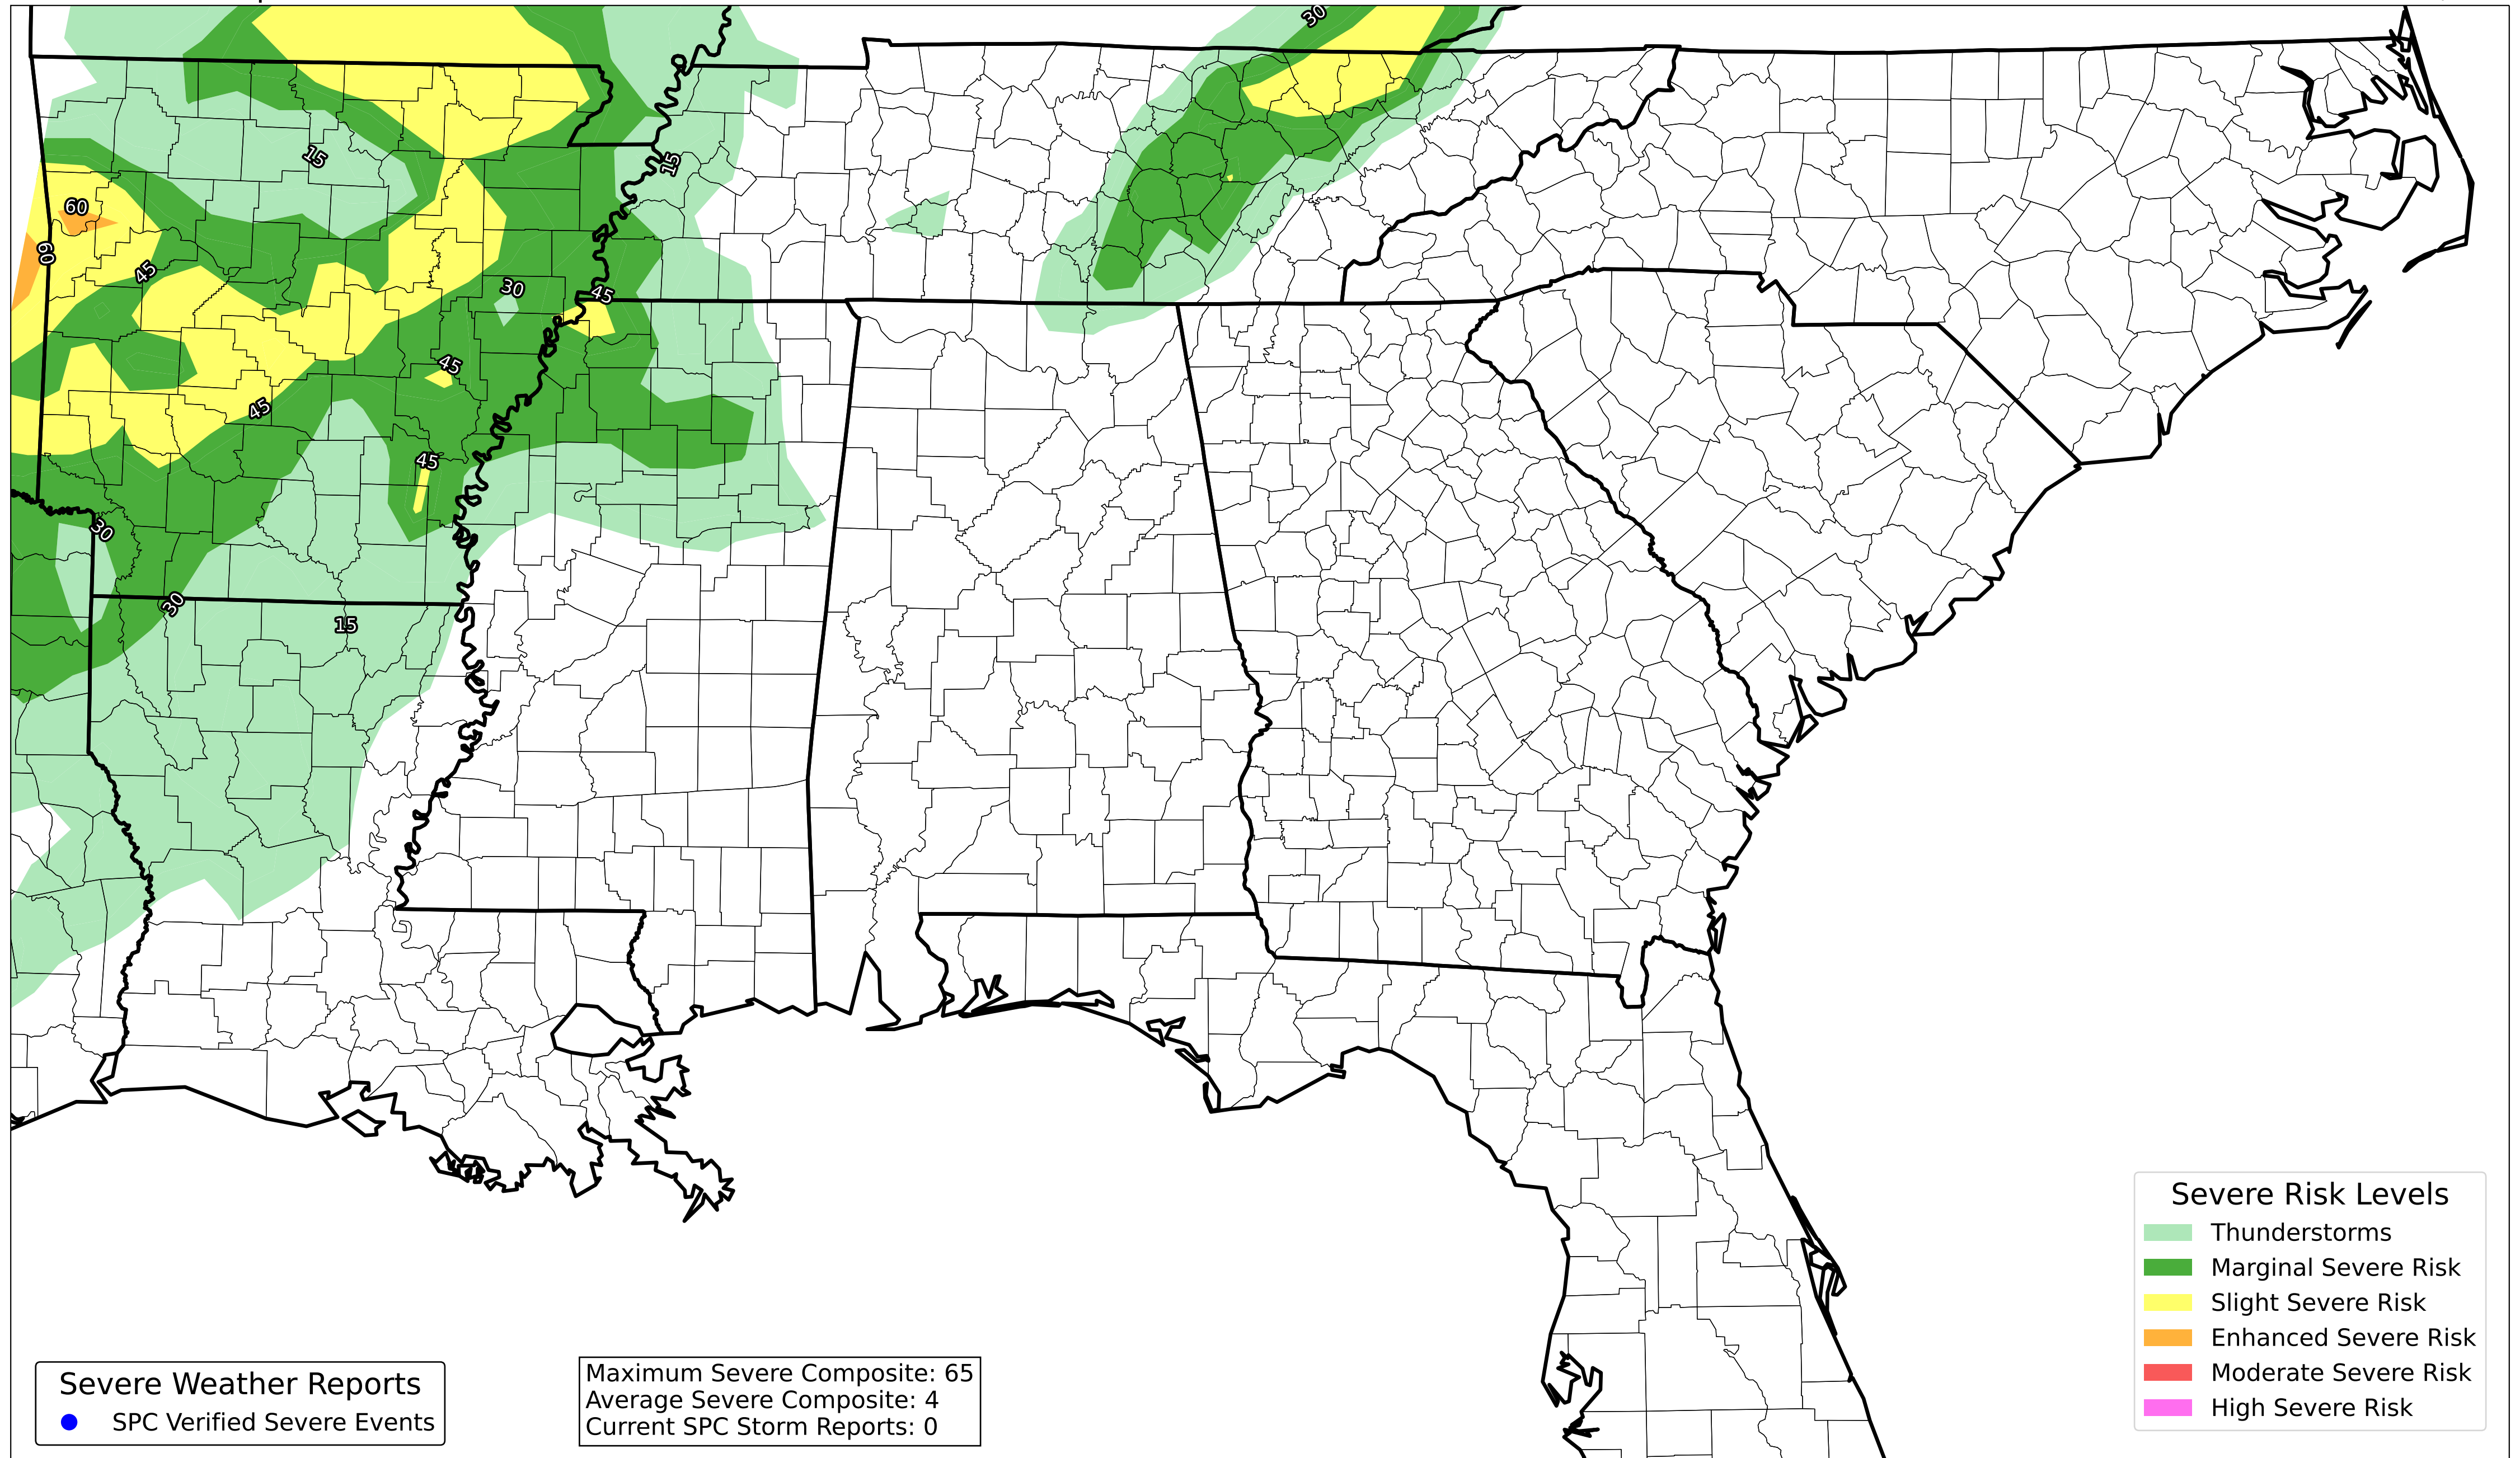 30
15
15
60
60
45
30
45
45
45
45
30
30
15
Severe Risk Levels
Thunderstorms
Marginal Severe Risk
Slight Severe Risk
Enhanced Severe Risk
Moderate Severe Risk
High Severe Risk
Severe Weather Reports
SPC Verified Severe Events
Maximum Severe Composite: 65
Average Severe Composite: 4
Current SPC Storm Reports: 0